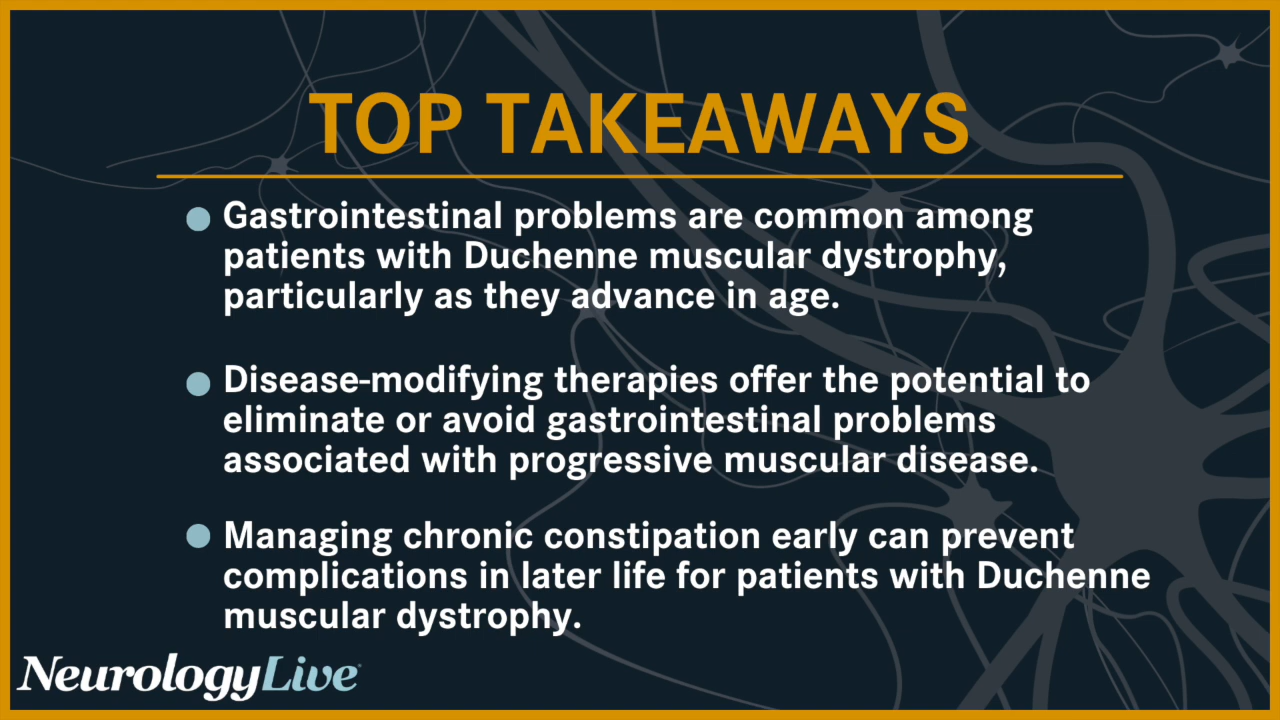 TOP TAKEAWAYS
Gastrointestinal problems are common among
patients with Duchenne muscular dystrophy,
particularly as they advance in age.
Disease-modifying therapies offer the potential to
eliminate or avoid gastrointestinal problems
associated with progressive muscular disease.
Managing chronic constipation early can prevent
complications in later life for patients with Duchenne
muscular dystrophy.
NeurologyLive